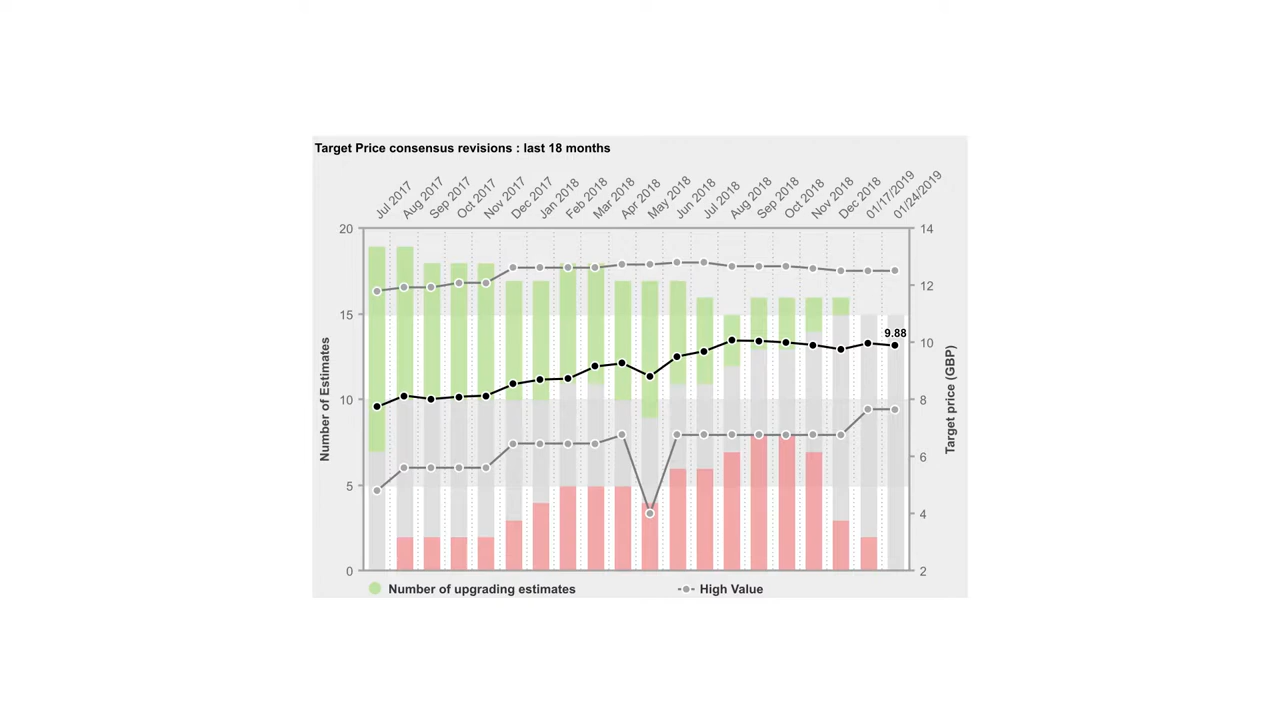 Target Price consensus revisions : last 18 months
Jul 2017 Aug 2017 Sep 2017 Oct 2017 Nov 2017 Dec 2017 Jan 2018 Feb 2018 Mar 2018 Apr 2018 May 2018 Jun 2018 Jul 2018 Aug 2018 Sep 2018 Oct 2018 Nov 2018 Dec 2018 01/17/2019 01/24/2019
20 14
12
15
9.88
10
Number of Estimates
Target price (GBP)
10 8
6
5
4
0 2
Number of upgrading estimates High Value